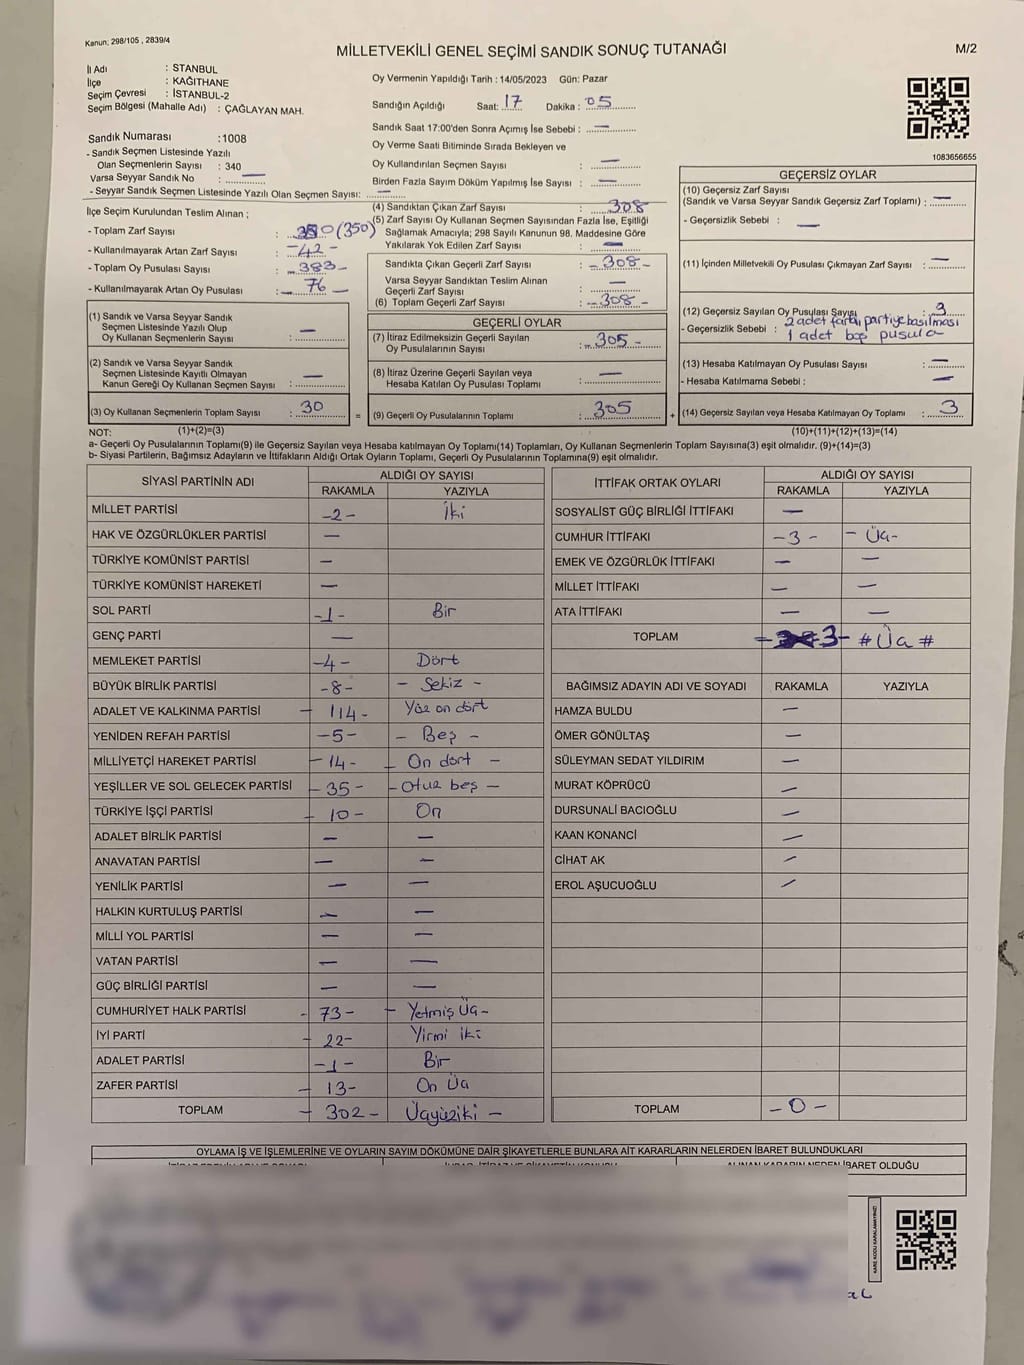 Kanun: 298/105 , 2839/4
MİLLETVEKİLİ GENEL SEÇİMİ SANDIK SONUÇ TUTANAĞI
M/2
İl Adı : STANBUL
İlçe : KAĞITHANE
Seçim Çevresi : İSTANBUL-2
Seçim Bölgesi (Mahalle Adı) : ÇAĞLAYAN MAH.
Sandık Numarası :1008
- Sandık Seçmen Listesinde Yazılı
Olan Seçmenlerin Sayısı : 340
Varsa Seyyar Sandık No : —
- Seyyar Sandık Seçmen Listesinde Yazılı Olan Seçmen Sayısı: —
Oy Vermenin Yapıldığı Tarih : 14/05/2023 Gün: Pazar
Sandığın Açıldığı Saat: 17 Dakika : 05
Sandık Saat 17:00'den Sonra Açımış İse Sebebi : —
Oy Verme Saati Bitiminde Sırada Bekleyen ve
Oy Kullandırılan Seçmen Sayısı : —
Birden Fazla Sayım Döküm Yapılmış İse Sayısı : —
1083656655
İlçe Seçim Kurulundan Teslim Alınan ;
- Toplam Zarf Sayısı : (350)
- Kullanılmayarak Artan Zarf Sayısı : -42-
- Toplam Oy Pusulası Sayısı : 383-
- Kullanılmayarak Artan Oy Pusulası : - 76 -
(4) Sandıktan Çıkan Zarf Sayısı : 308
(5) Zarf Sayısı Oy Kullanan Seçmen Sayısından Fazla İse, Eşitliği
Sağlamak Amacıyla; 298 Sayılı Kanunun 98. Maddesine Göre
Yakılarak Yok Edilen Zarf Sayısı : —
Sandıkta Çıkan Geçerli Zarf Sayısı : - 308 -
Varsa Seyyar Sandıktan Teslim Alınan
Geçerli Zarf Sayısı : —
(6) Toplam Geçerli Zarf Sayısı : - 308 -
GEÇERSİZ OYLAR
(10) Geçersiz Zarf Sayısı
(Sandık ve Varsa Seyyar Sandık Geçersiz Zarf Toplamı) : —
- Geçersizlik Sebebi : —
(11) İçinden Milletvekili Oy Pusulası Çıkmayan Zarf Sayısı : —
(12) Geçersiz Sayılan Oy Pusulası Sayısı : 3
- Geçersizlik Sebebi : 2 adet farklı partiye basılması
1 adet boş pusula
(13) Hesaba Katılmayan Oy Pusulası Sayısı : —
- Hesaba Katılmama Sebebi : —
(14) Geçersiz Sayılan veya Hesaba Katılmayan Oy Toplamı : 3
(10)+(11)+(12)+(13)=(14)
(1) Sandık ve Varsa Seyyar Sandık
Seçmen Listesinde Yazılı Olup
Oy Kullanan Seçmenlerin Sayısı : —
(2) Sandık ve Varsa Seyyar Sandık
Seçmen Listesinde Kayıtlı Olmayan
Kanun Gereği Oy Kullanan Seçmen Sayısı : —
(3) Oy Kullanan Seçmenlerin Toplam Sayısı : 30
(1)+(2)=(3)
GEÇERLİ OYLAR
(7) İtiraz Edilmeksizin Geçerli Sayılan
Oy Pusulalarının Sayısı : 305 -
(8) İtiraz Üzerine Geçerli Sayılan veya
Hesaba Katılan Oy Pusulası Toplamı : —
= (9) Geçerli Oy Pusulalarının Toplamı : 305 +
NOT:
a- Geçerli Oy Pusulalarının Toplamı(9) ile Geçersiz Sayılan veya Hesaba katılmayan Oy Toplamı(14) Toplamları, Oy Kullanan Seçmenlerin Toplam Sayısına(3) eşit olmalıdır. (9)+(14)=(3)
b- Siyasi Partilerin, Bağımsız Adayların ve İttifakların Aldığı Ortak Oyların Toplamı, Geçerli Oy Pusulalarının Toplamına(9) eşit olmalıdır.
SİYASİ PARTİNİN ADI ALDIĞI OY SAYISI
RAKAMLA YAZIYLA
MİLLET PARTİSİ -2- İki
HAK VE ÖZGÜRLÜKLER PARTİSİ —
TÜRKİYE KOMÜNİST PARTİSİ —
TÜRKİYE KOMÜNİST HAREKETİ —
SOL PARTİ -1- Bir
GENÇ PARTİ —
MEMLEKET PARTİSİ -4- Dört
BÜYÜK BİRLİK PARTİSİ -8- - Sekiz -
ADALET VE KALKINMA PARTİSİ - 114 - Yüz on dört
YENİDEN REFAH PARTİSİ -5- - Beş -
MİLLİYETÇİ HAREKET PARTİSİ - 14 - - On dört -
YEŞİLLER VE SOL GELECEK PARTİSİ - 35 - - Otuz beş -
TÜRKİYE İŞÇİ PARTİSİ - 10 - On
ADALET BİRLİK PARTİSİ — —
ANAVATAN PARTİSİ — —
YENİLİK PARTİSİ — —
HALKIN KURTULUŞ PARTİSİ — —
MİLLİ YOL PARTİSİ — —
VATAN PARTİSİ — —
GÜÇ BİRLİĞİ PARTİSİ — —
CUMHURİYET HALK PARTİSİ - 73 - - Yetmiş Üç -
İYİ PARTİ - 22 - Yirmi iki
ADALET PARTİSİ - 1 - Bir
ZAFER PARTİSİ - 13 - On Üç
TOPLAM - 302 - Üçyüziki -
İTTİFAK ORTAK OYLARI ALDIĞI OY SAYISI
RAKAMLA YAZIYLA
SOSYALİST GÜÇ BİRLİĞİ İTTİFAKI —
CUMHUR İTTİFAKI - 3 - - Üç -
EMEK VE ÖZGÜRLÜK İTTİFAKI — —
MİLLET İTTİFAKI — —
ATA İTTİFAKI — —
TOPLAM 3- # Üç #
BAĞIMSIZ ADAYIN ADI VE SOYADI RAKAMLA YAZIYLA
HAMZA BULDU —
ÖMER GÖNÜLTAŞ —
SÜLEYMAN SEDAT YILDIRIM —
MURAT KÖPRÜCÜ —
DURSUNALİ BACIOĞLU —
KAAN KONANCİ —
CİHAT AK —
EROL AŞUCUOĞLU —
TOPLAM - 0 -
OYLAMA İŞ VE İŞLEMLERİNE VE OYLARIN SAYIM DÖKÜMÜNE DAİR ŞİKAYETLERLE BUNLARA AİT KARARLARIN NELERDEN İBARET BULUNDUKLARI
ALINAN KARARIN NEDEN İBARET OLDUĞU
KARE KODU KARALAMAYINIZ!